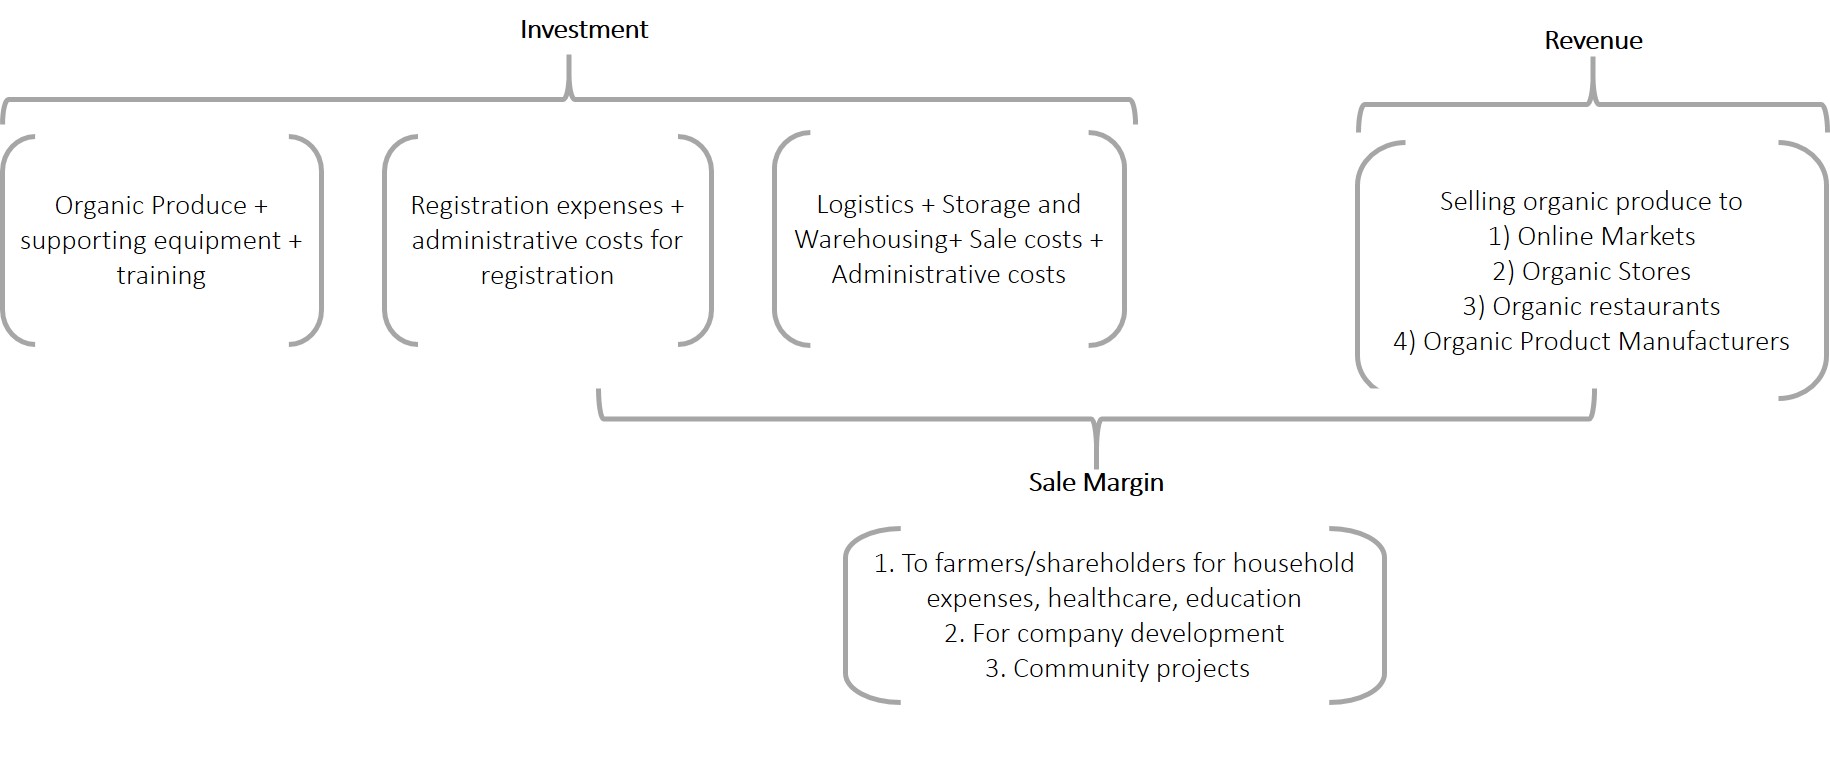 Investment
Organic Produce +
supporting equipment +
training
Registration expenses +
administrative costs for
registration
Logistics + Storage and
Warehousing+ Sale costs +
Administrative costs
Revenue
Selling organic produce to
1) Online Markets
2) Organic Stores
3) Organic restaurants
4) Organic Product Manufacturers
Sale Margin
1. To farmers/shareholders for household
expenses, healthcare, education
2. For company development
3. Community projects